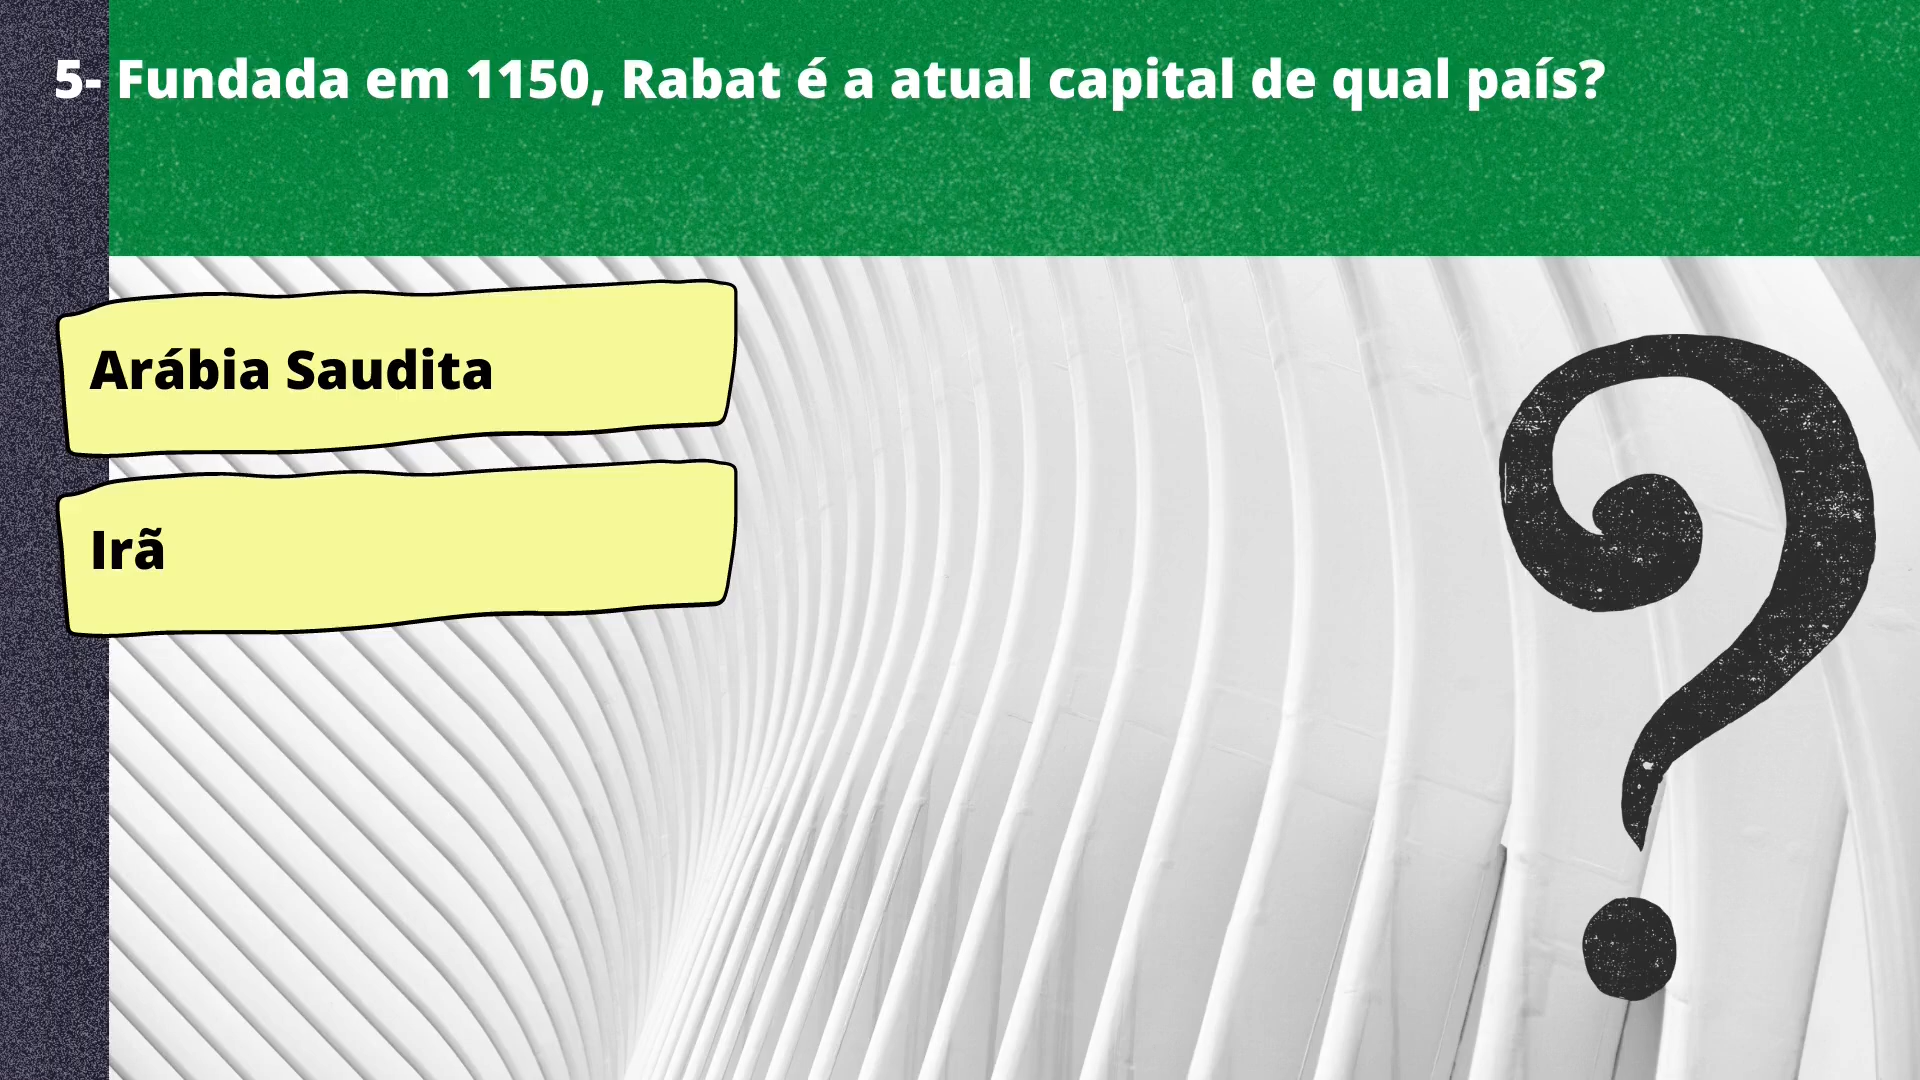 5- Fundada em 1150, Rabat é a atual capital de qual país?
Arábia Saudita
Irã